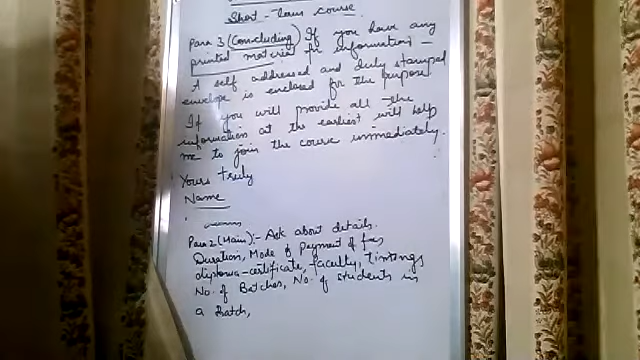 Short-Term course
Para 3 (Concluding) If you have any
printed material for information -
A self addressed and duly stamped
envelope is enclosed for the purpose.
If you will provide all the
information at the earliest will help
me to join the course immediately.
Yours truly
Name
Para 2 (Main):- Ask about details.
Duration, Mode of Payment of fees
diploma-certificate, faculty, Timings
No. of Batches, No. of students in
a Batch,